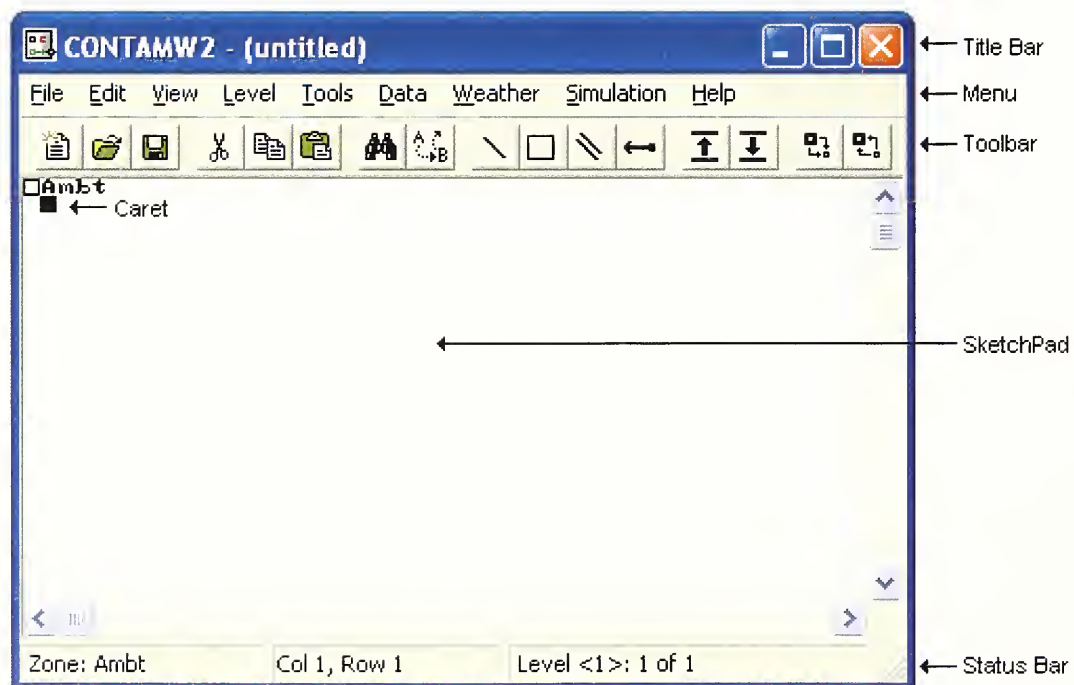 CONTAMW2 - (untitled)
Title Bar
File Edit View Level Tools Data Weather Simulation Help
Menu
A B
Toolbar
Ambt
Caret
SketchPad
Zone: Ambt Col 1, Row 1 Level <1>: 1 of 1
Status Bar